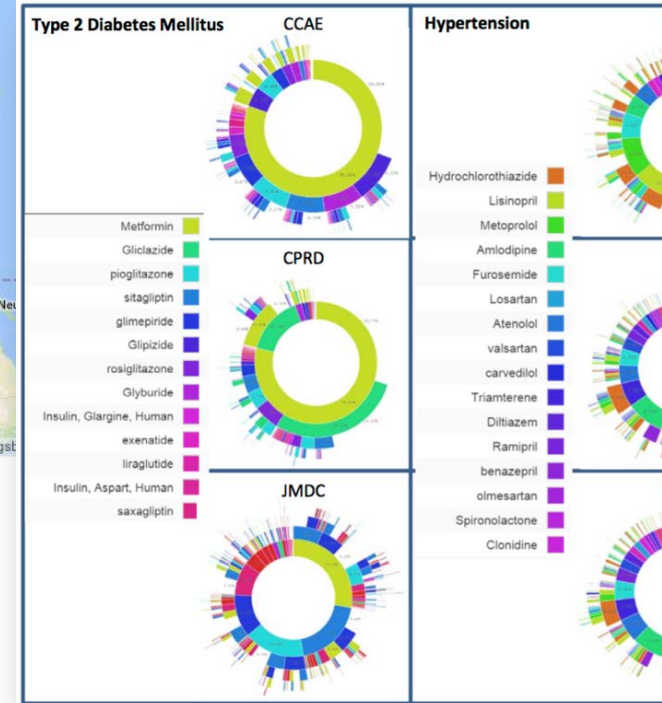 Type 2 Diabetes Mellitus
CCAE
Metformin
Gliclazide
pioglitazone
sitagliptin
glimepiride
Glipizide
rosiglitazone
Glyburide
Insulin, Glargine, Human
exenatide
liraglutide
Insulin, Aspart, Human
saxagliptin
CPRD
JMDC
Hypertension
Hydrochlorothiazide
Lisinopril
Metoprolol
Amlodipine
Furosemide
Losartan
Atenolol
valsartan
carvedilol
Triamterene
Diltiazem
Ramipril
benazepril
olmesartan
Spironolactone
Clonidine